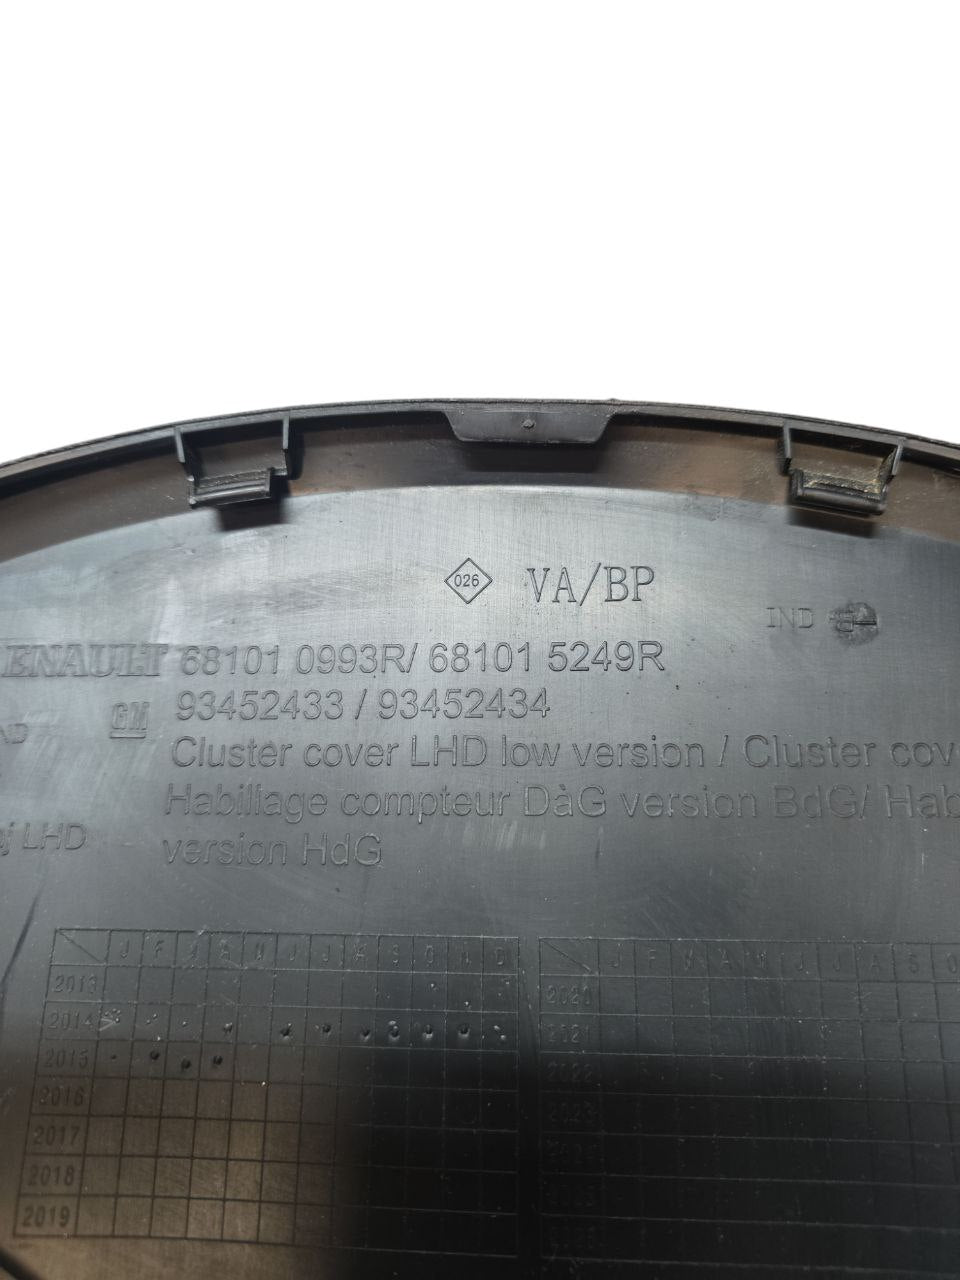 026 VA/BP
IND
RENAULT 68101 0993R/ 68101 5249R
GM 93452433 / 93452434
ND
Cluster cover LHD low version / Cluster cov
Habillage compteur DàG version BdG/ Hab
j LHD
version HdG
J F M A M J J A S O N D
2013
2014
2015
2016
2017
2018
2019
J F M A M J J A S O
2020
2021
2022
2023